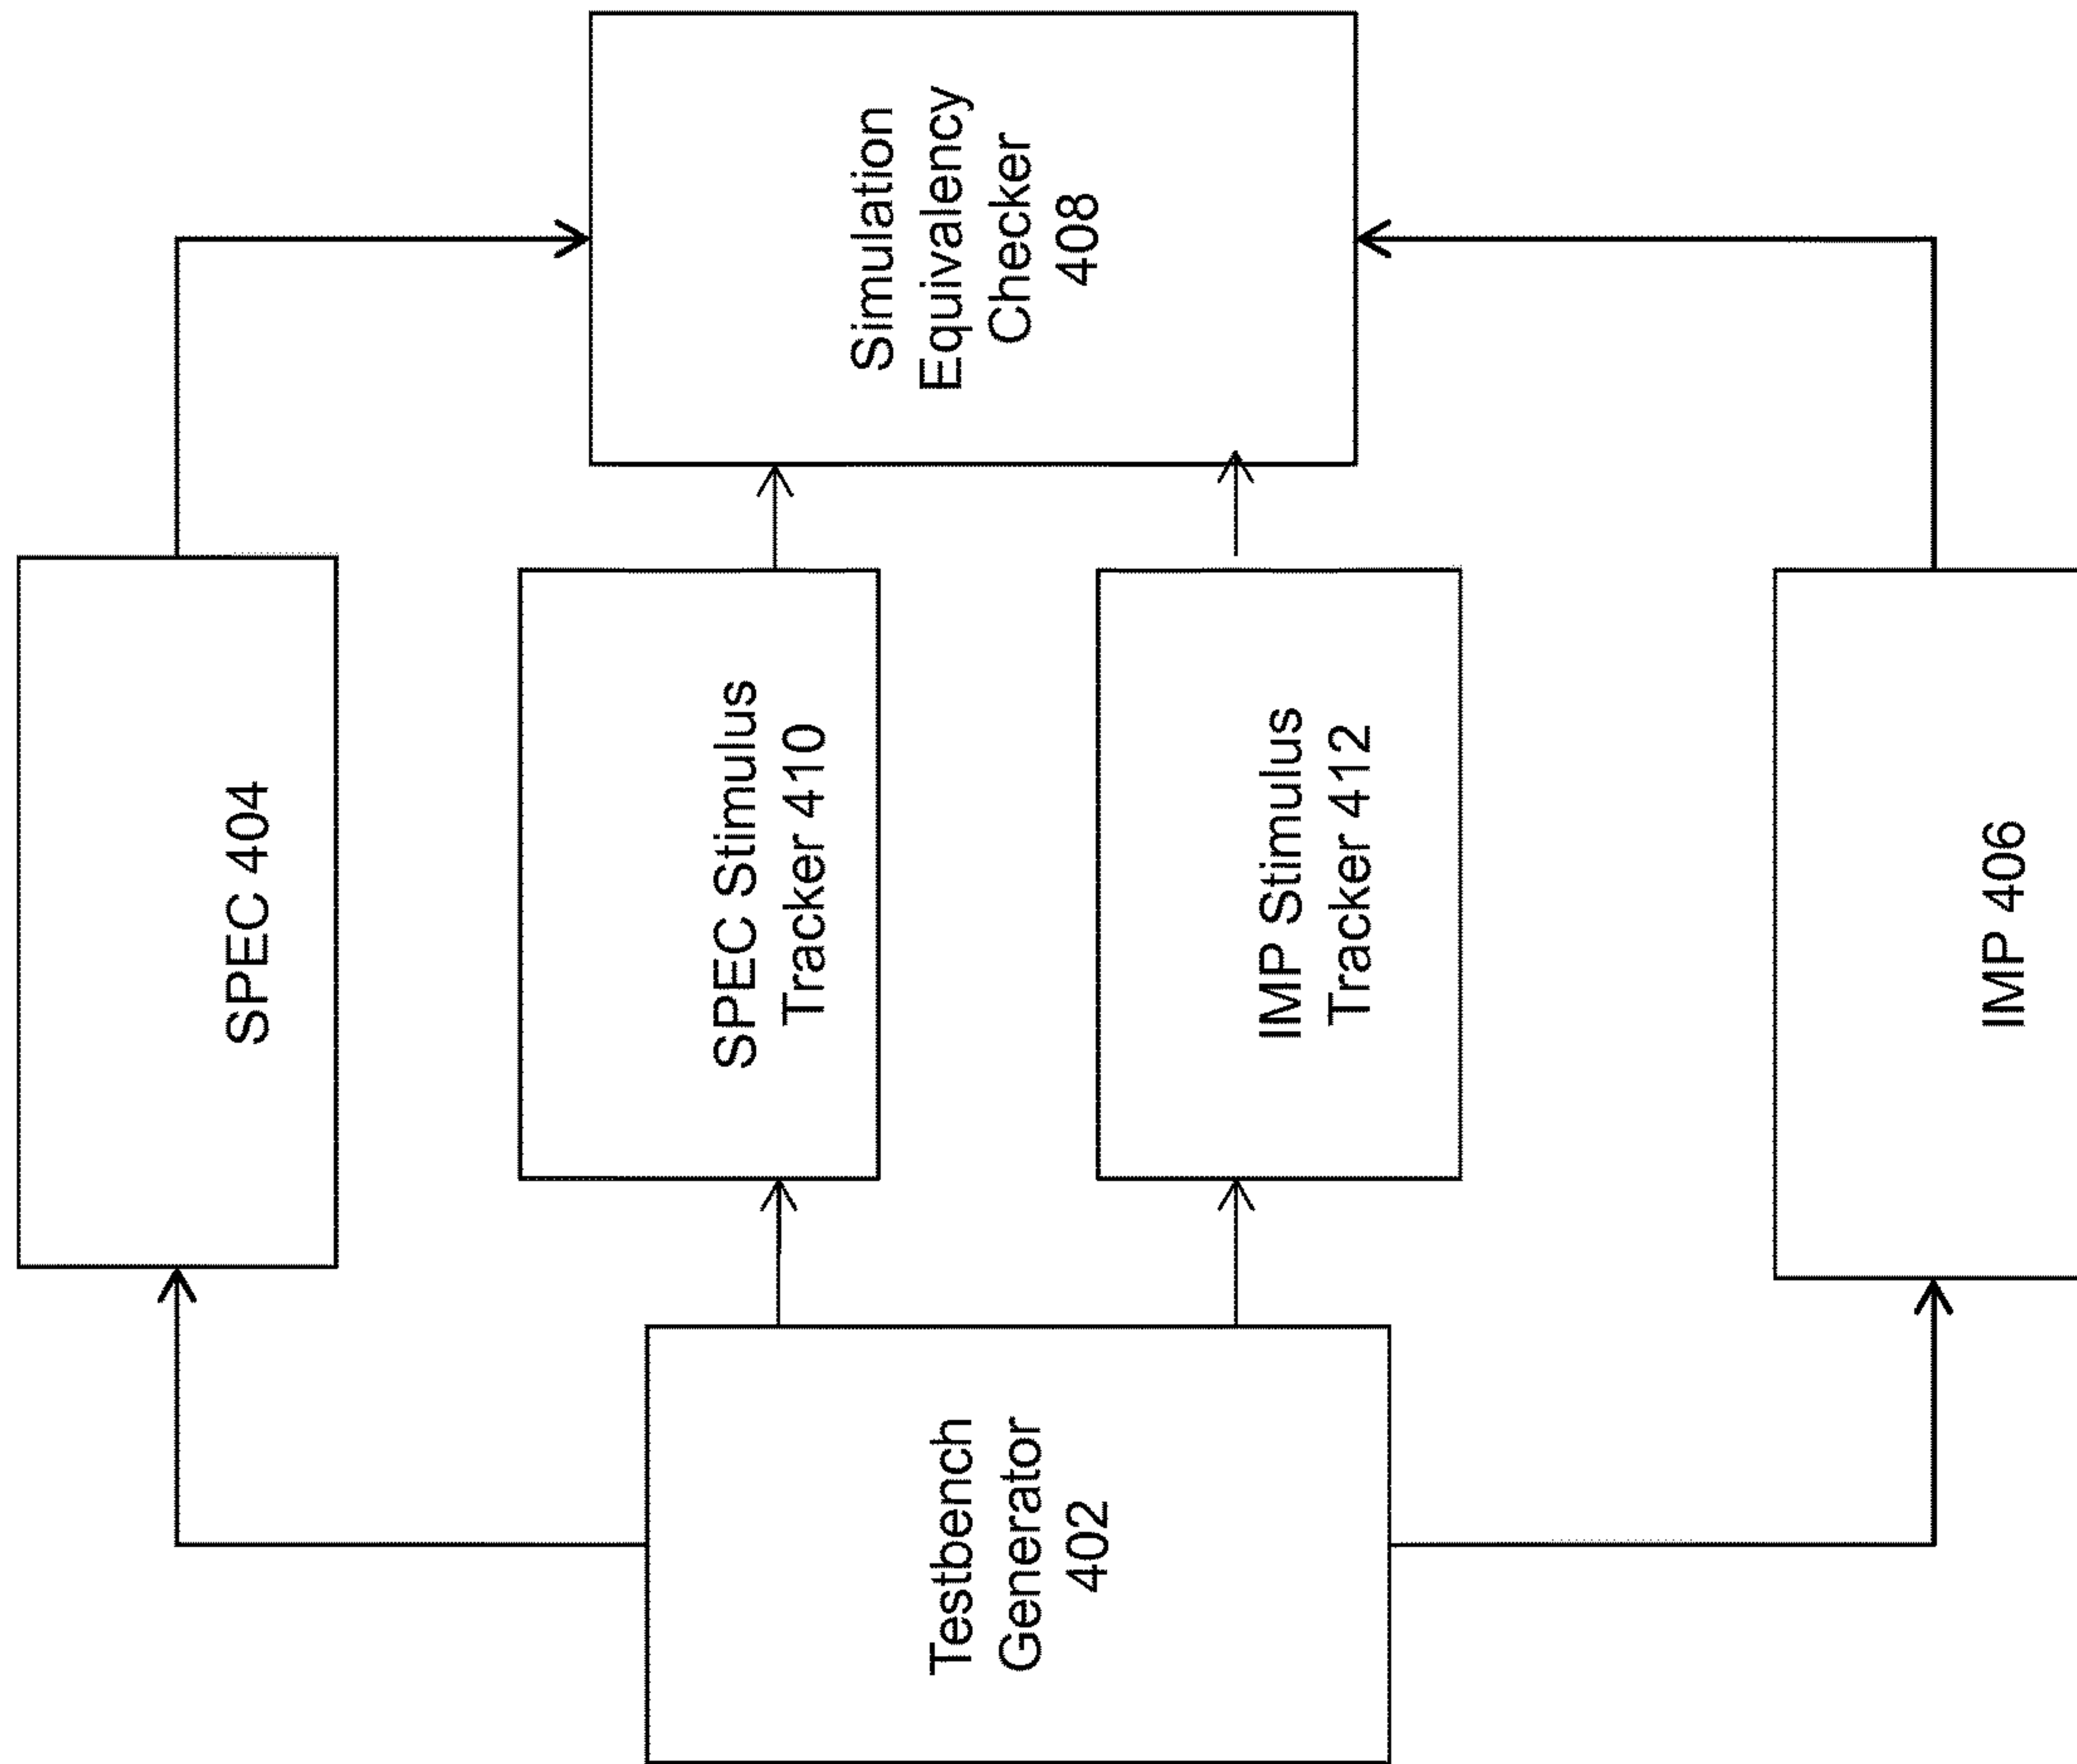 SPEC 404
Testbench
Generator
402
SPEC Stimulus
Tracker 410
Simulation
Equivalency
Checker
408
IMP Stimulus
Tracker 412
IMP 406